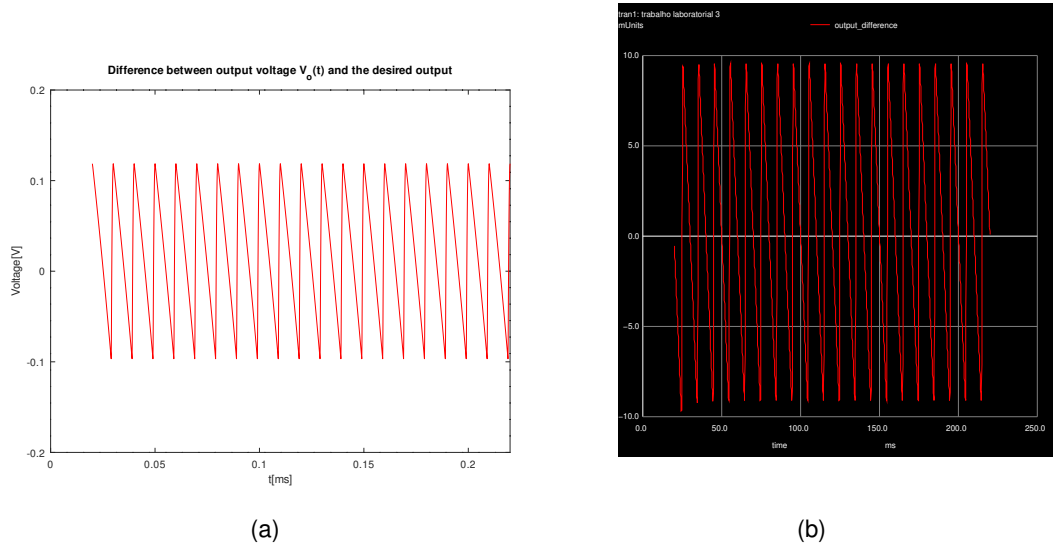 Difference between output voltage V_o(t) and the desired output
0.2
0.1
0
-0.1
-0.2
Voltage[V]
0
0.05
0.1
0.15
0.2
t[ms]
(a)
tran1: trabalho laboratorial 3
mUnits
output_difference
10.0
5.0
0.0
-5.0
-10.0
0.0
50.0
100.0
150.0
200.0
250.0
time
ms
(b)